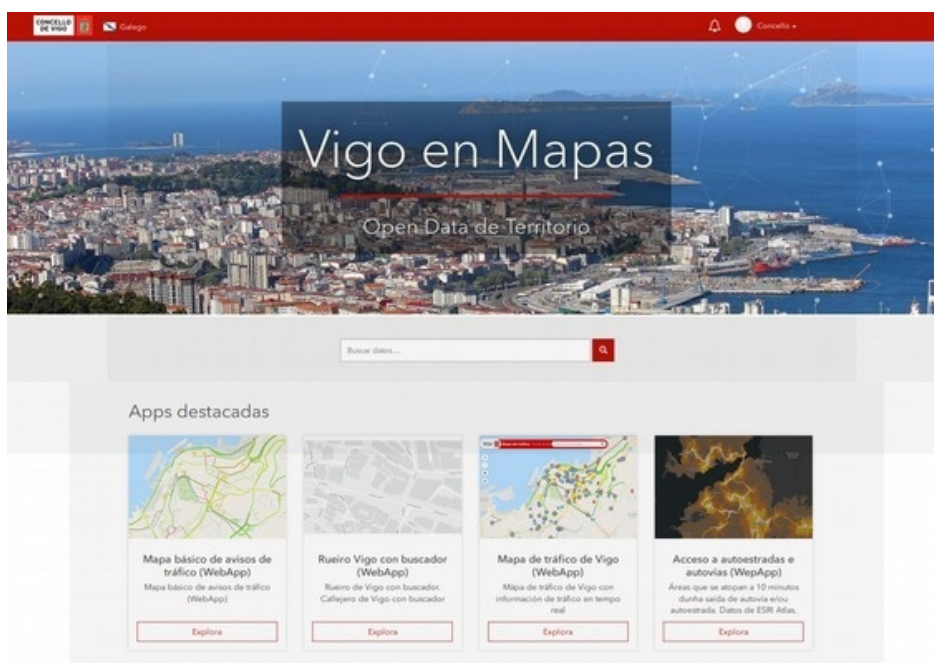 CONCELLO
DE VIGO
Galego
Concello
Vigo en Mapas
Open Data de Territorio
Buscar datos...
Apps destacadas
Mapa básico de avisos de
tráfico (WebApp)
Mapa básico de avisos de tráfico
(WebApp)
Explora
Rueiro Vigo con buscador
(WebApp)
Rueiro de Vigo con buscador.
Callejero de Vigo con buscador
Explora
Mapa de tráfico de Vigo
(WebApp)
Mápa de tráfico de Vigo con
información de tráfico en tempo
real
Explora
Acceso a autoestradas e
autovías (WepApp)
Áreas que se atopan a 10 minutos
dunha saída de autovía e/ou
autoestrada. Datos de ESRI Atlas.
Explora